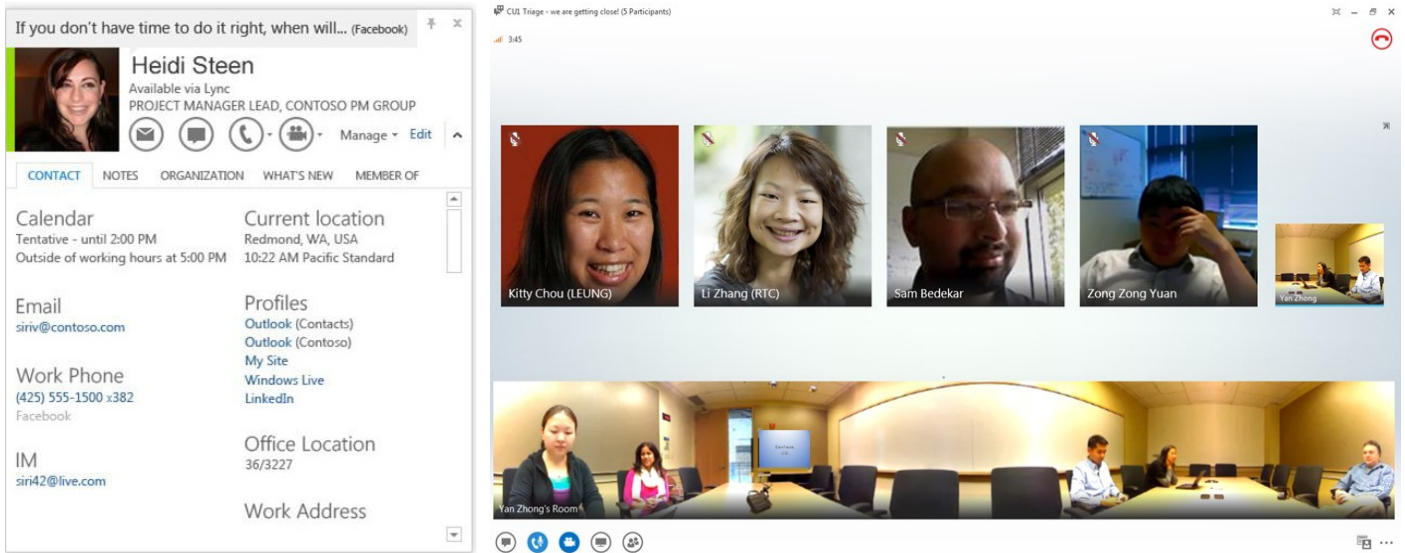 If you don't have time to do it right, when will... (Facebook)
Heidi Steen
Available via Lync
PROJECT MANAGER LEAD, CONTOSO PM GROUP
Manage
Edit
CONTACT
NOTES
ORGANIZATION
WHAT'S NEW
MEMBER OF
Calendar
Tentative - until 2:00 PM
Outside of working hours at 5:00 PM
Email
siriv@contoso.com
Work Phone
(425) 555-1500 x382
Facebook
IM
siri42@live.com
Current location
Redmond, WA, USA
10:22 AM Pacific Standard
Profiles
Outlook (Contacts)
Outlook (Contoso)
My Site
Windows Live
LinkedIn
Office Location
36/3227
Work Address
CU1 Triage - we are getting close! (5 Participants)
3:45
Kitty Chou (LEUNG)
Li Zhang (RTC)
Sam Bedekar
Zong Zong Yuan
Yan Zhong
Yan Zhong's Room